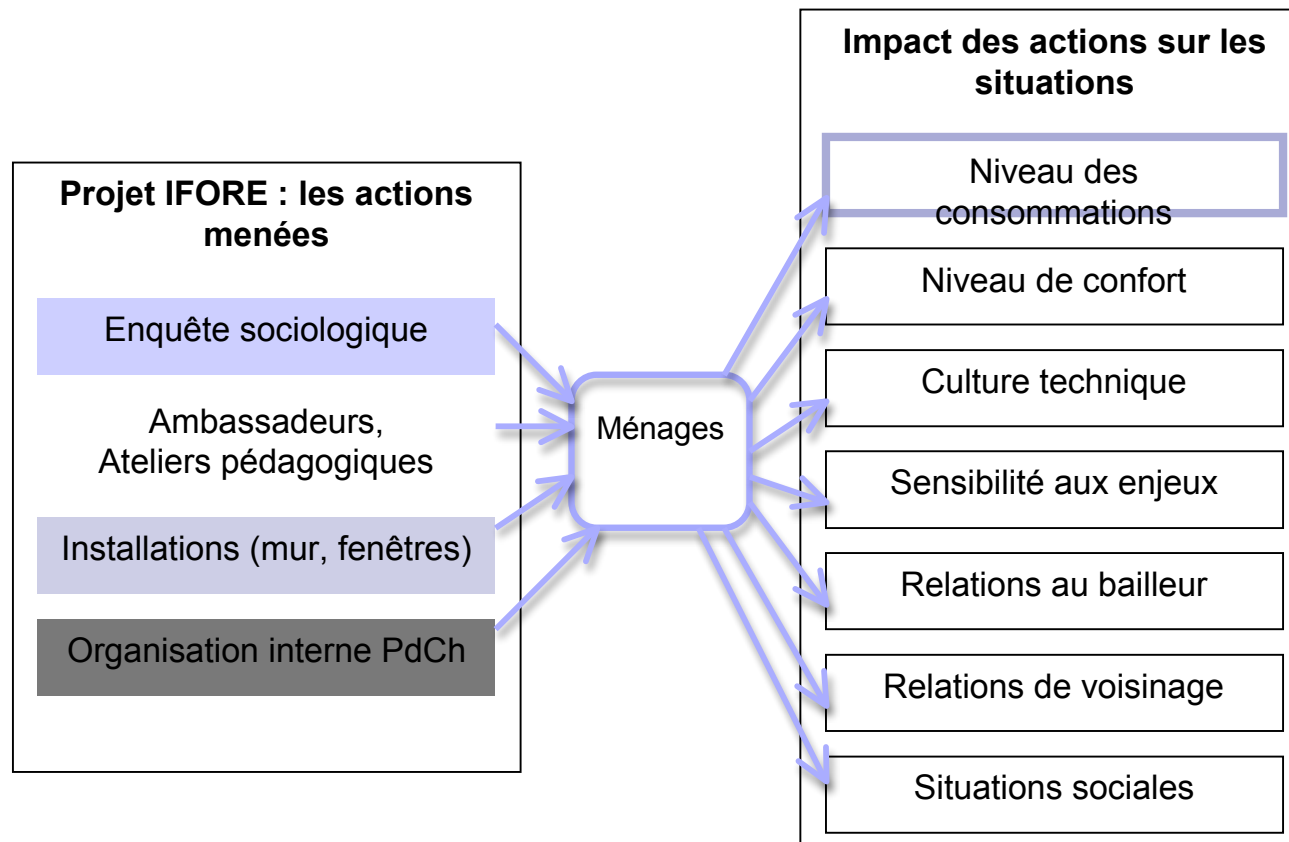 Projet IFORE : les actions
menées
Enquête sociologique
Ambassadeurs,
Ateliers pédagogiques
Installations (mur, fenêtres)
Organisation interne PdCh
Ménages
Impact des actions sur les
situations
Niveau des
consommations
Niveau de confort
Culture technique
Sensibilité aux enjeux
Relations au bailleur
Relations de voisinage
Situations sociales